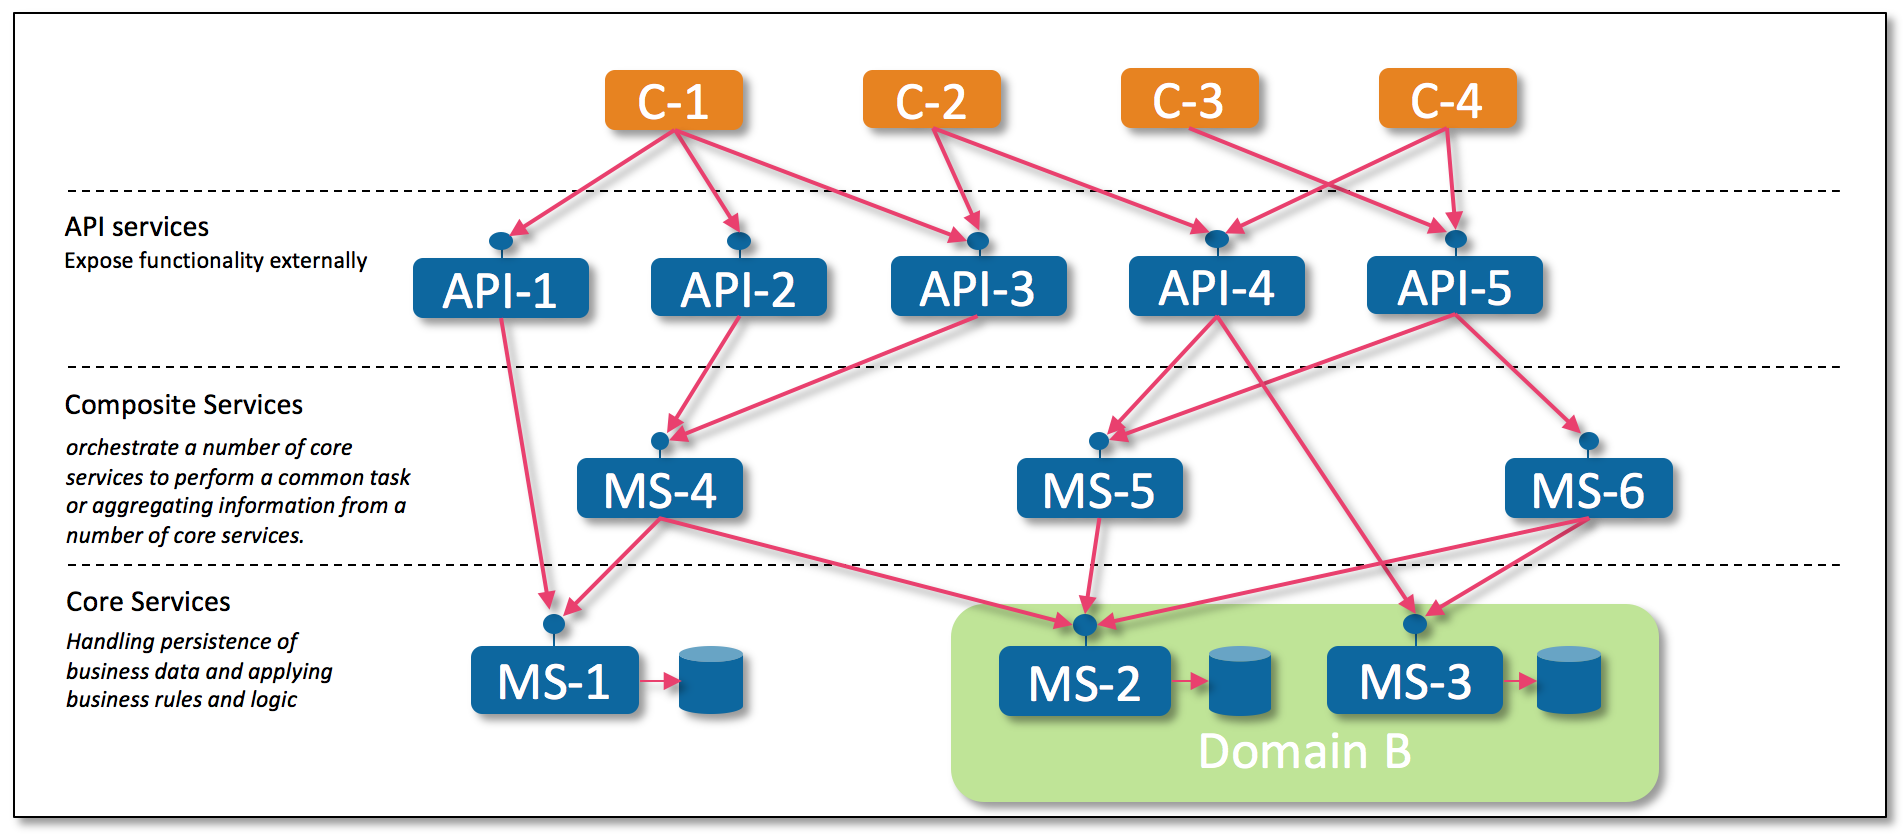 C-1
C-2
C-3
C-4
API services
Expose functionality externally
API-1
API-2
API-3
API-4
API-5
Composite Services
orchestrate a number of core
services to perform a common task
or aggregating information from a
number of core services.
MS-4
MS-5
MS-6
Core Services
Handling persistence of
business data and applying
business rules and logic
MS-1
MS-2
MS-3
Domain B